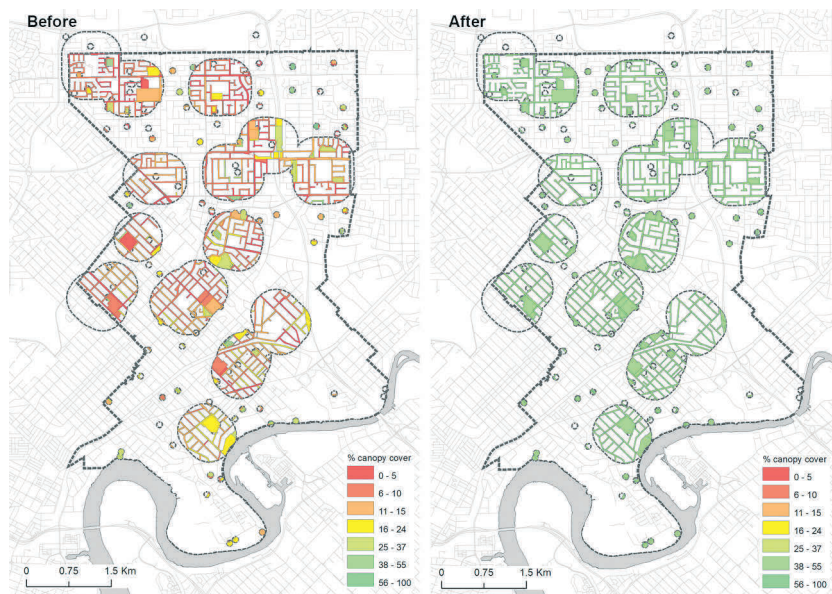 Before
% canopy cover
0 - 5
6 - 10
11 - 15
16 - 24
25 - 37
38 - 55
56 - 100
0 0.75 1.5 Km
After
% canopy cover
0 - 5
6 - 10
11 - 15
16 - 24
25 - 37
38 - 55
56 - 100
0 0.75 1.5 Km